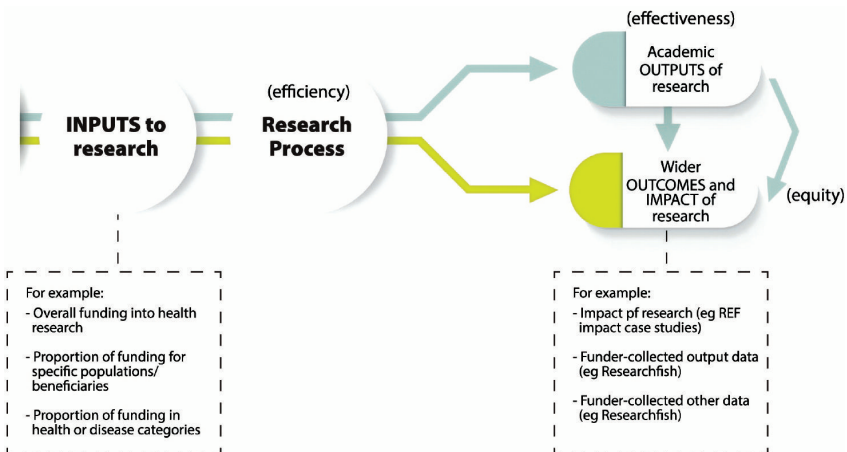 (effectiveness)
Academic
OUTPUTS of
research
(efficiency)
INPUTS to
research
Research
Process
Wider
OUTCOMES and
IMPACT of
research
(equity)
For example:
- Overall funding into health
research
- Proportion of funding for
specific populations/
beneficiaries
- Proportion of funding in
health or disease categories
For example:
- Impact pf research (eg REF
impact case studies)
- Funder-collected output data
(eg Researchfish)
- Funder-collected other data
(eg Researchfish)